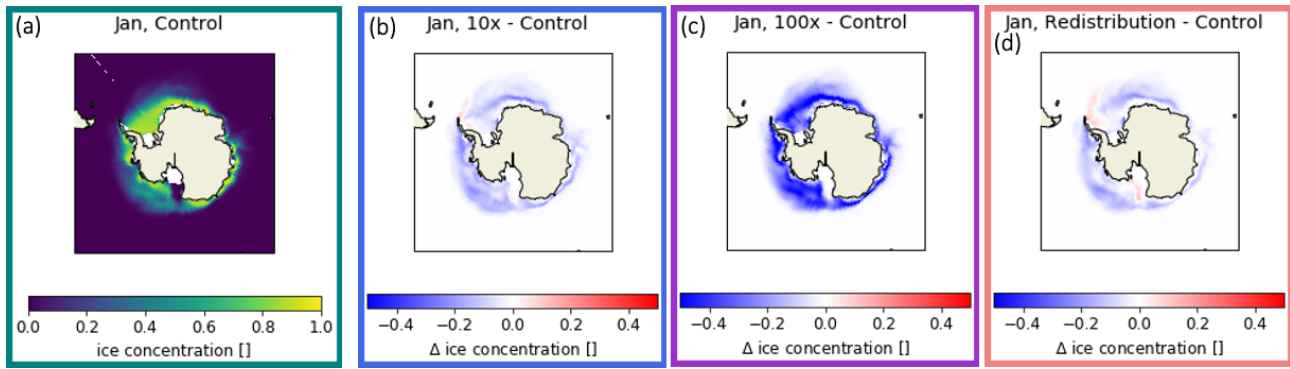 (a)
Jan, Control
0.0 0.2 0.4 0.6 0.8 1.0
ice concentration []
(b)
Jan, 10x - Control
−0.4 −0.2 0.0 0.2 0.4
Δ ice concentration []
(c)
Jan, 100x - Control
−0.4 −0.2 0.0 0.2 0.4
Δ ice concentration []
Jan, Redistribution - Control
(d)
−0.4 −0.2 0.0 0.2 0.4
Δ ice concentration []